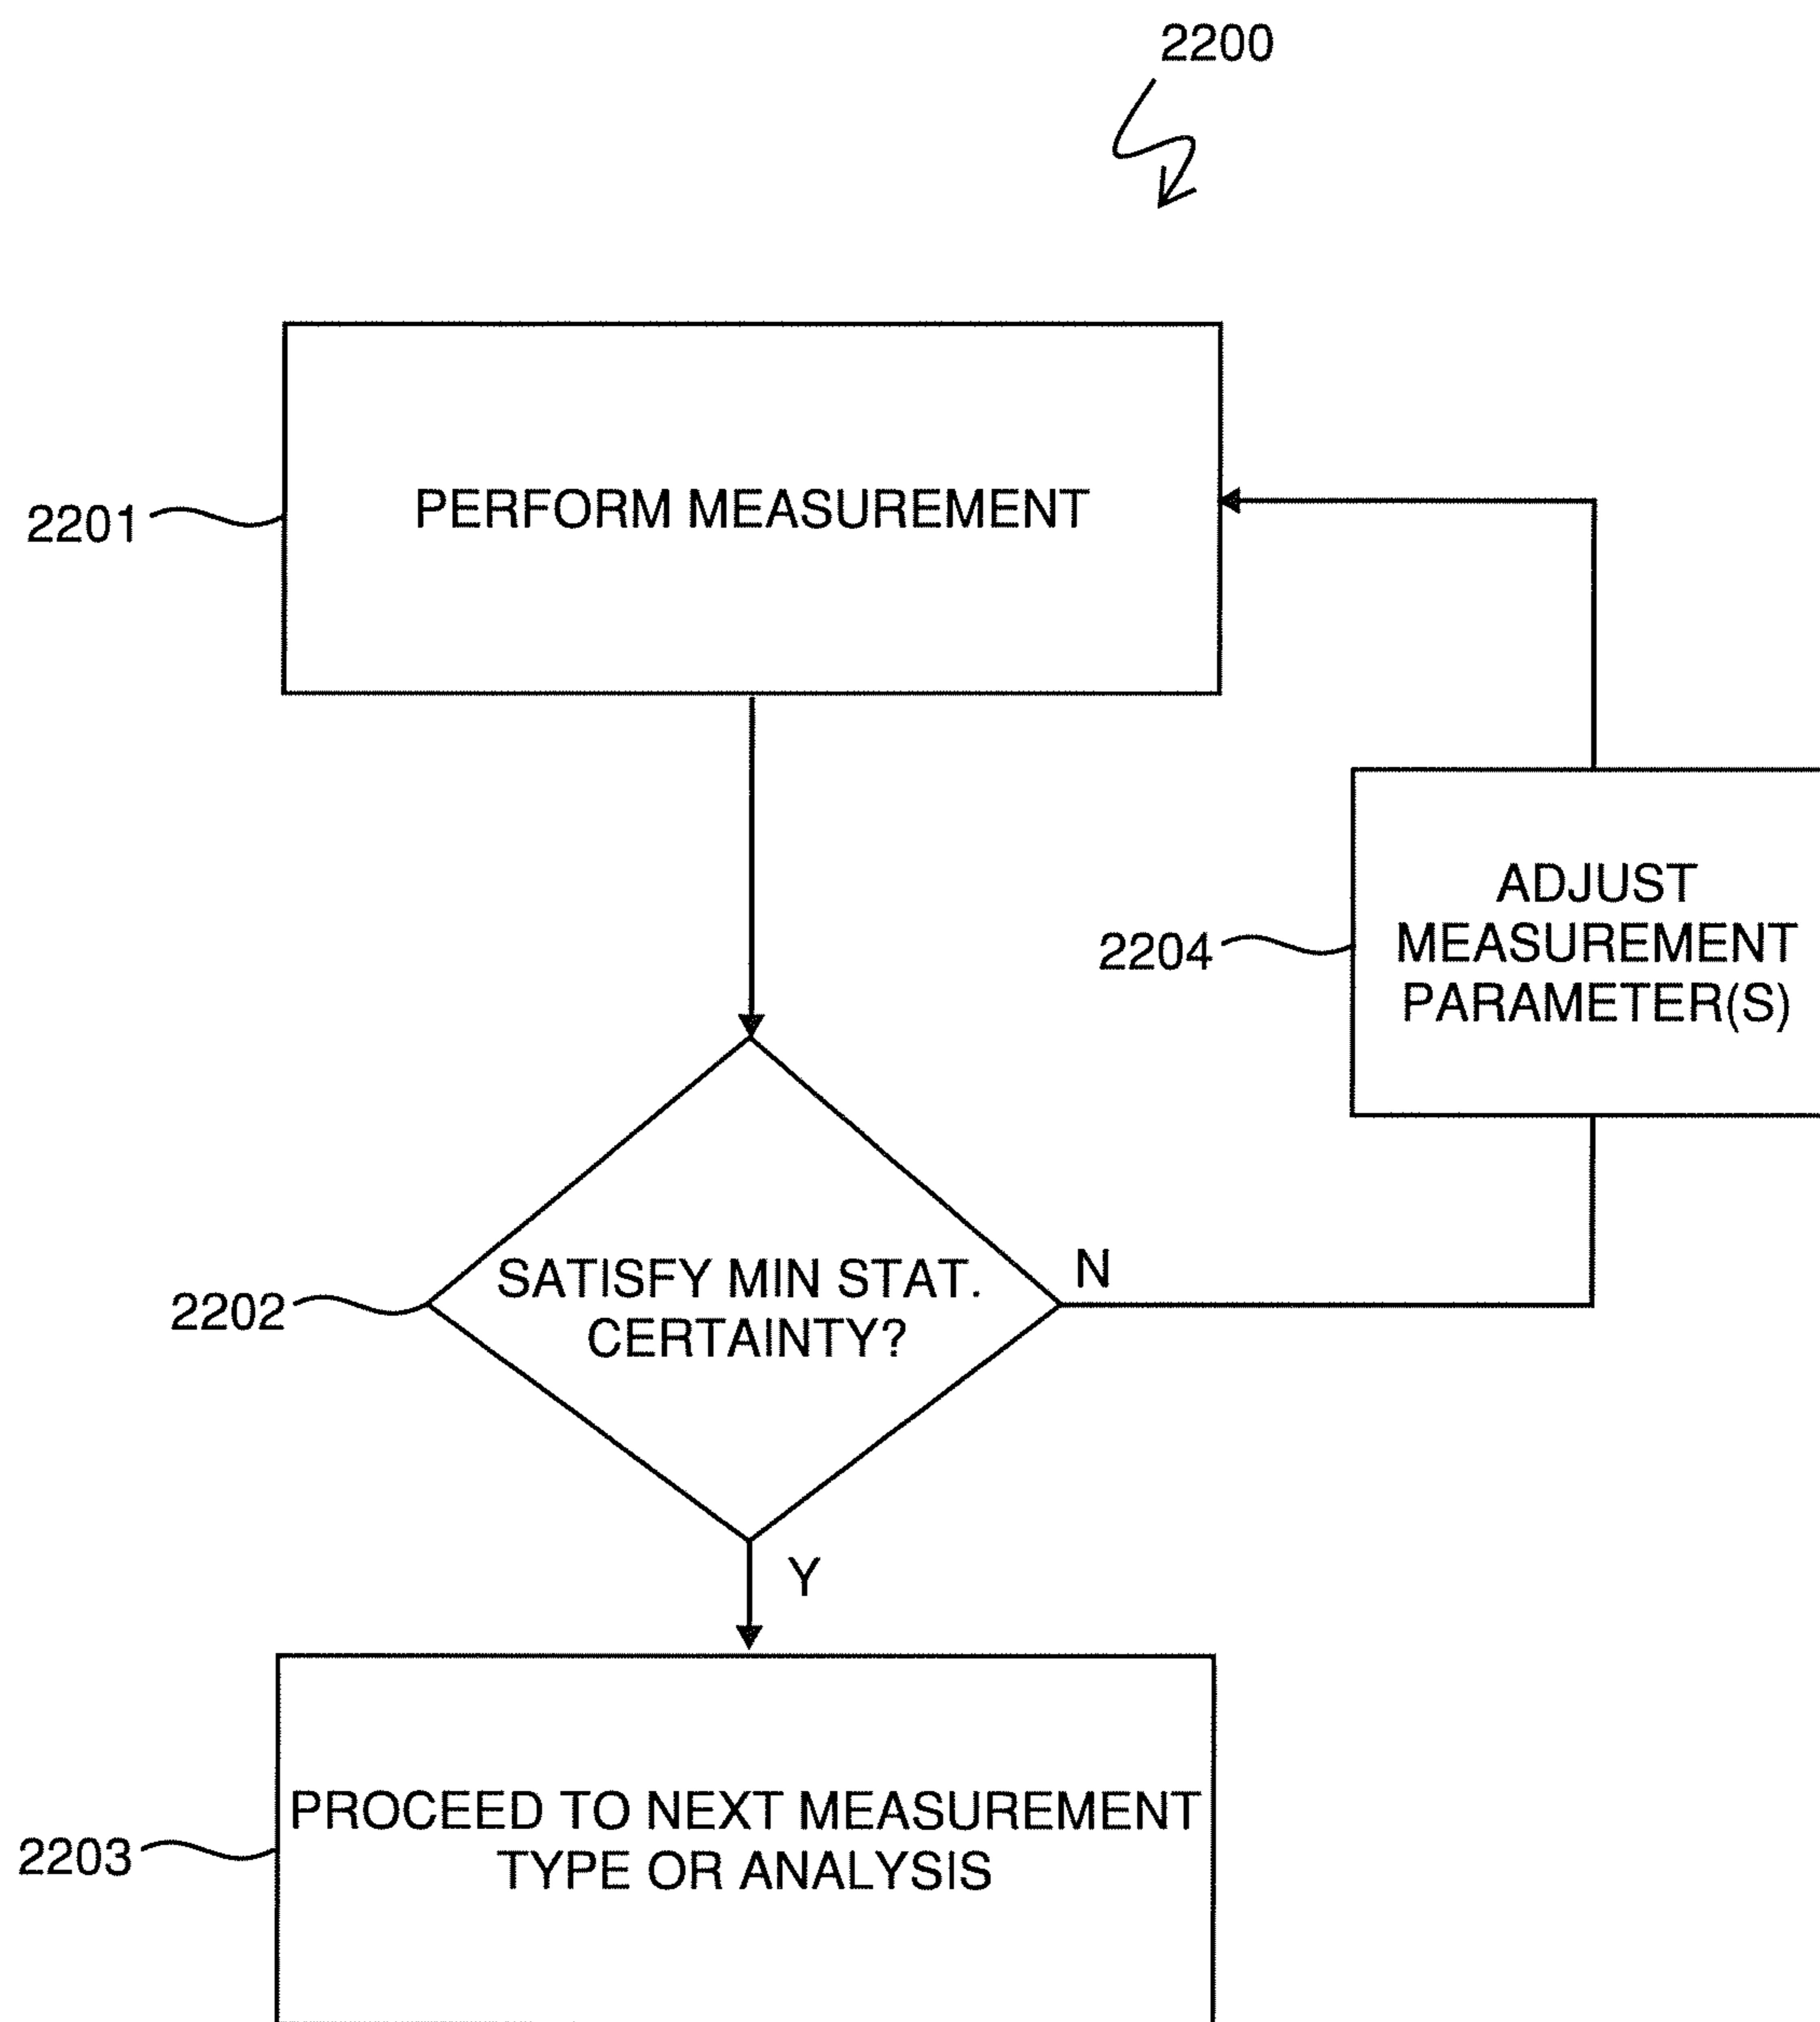 2200
2201
PERFORM MEASUREMENT
2204
ADJUST
MEASUREMENT
PARAMETER(S)
2202
SATISFY MIN STAT.
CERTAINTY?
N
Y
2203
PROCEED TO NEXT MEASUREMENT
TYPE OR ANALYSIS